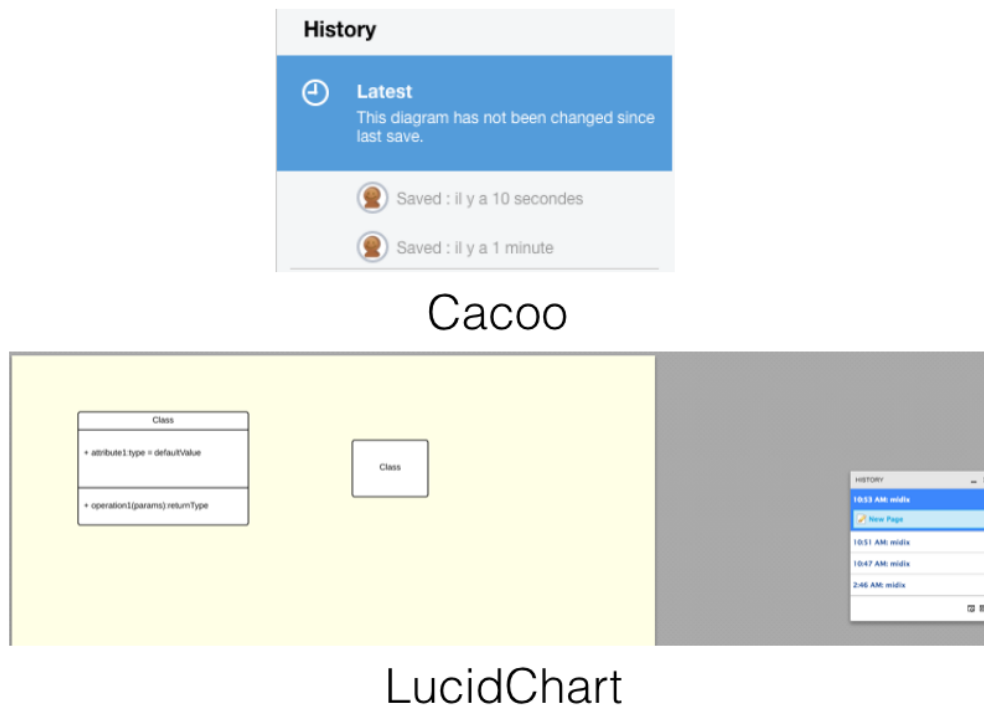 History
Latest
This diagram has not been changed since
last save.
Saved : il y a 10 secondes
Saved : il y a 1 minute
Cacoo
Class
+ attribute1:type = defaultValue
+ operation1(params):returnType
Class
HISTORY
10:53 AM: midix
New Page
10:51 AM: midix
10:47 AM: midix
2:46 AM: midix
LucidChart